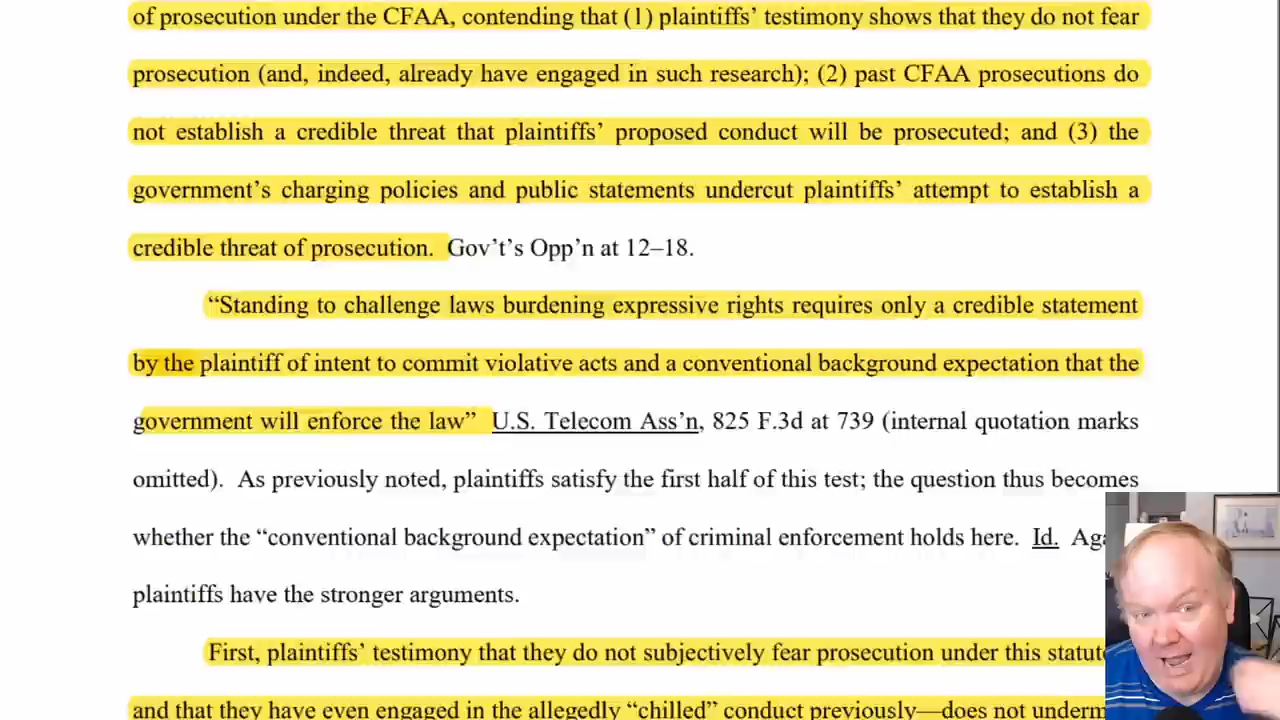 of prosecution under the CFAA, contending that (1) plaintiffs’ testimony shows that they do not fear
prosecution (and, indeed, already have engaged in such research); (2) past CFAA prosecutions do
not establish a credible threat that plaintiffs’ proposed conduct will be prosecuted; and (3) the
government’s charging policies and public statements undercut plaintiffs’ attempt to establish a
credible threat of prosecution. Gov’t’s Opp’n at 12–18.
“Standing to challenge laws burdening expressive rights requires only a credible statement
by the plaintiff of intent to commit violative acts and a conventional background expectation that the
government will enforce the law” U.S. Telecom Ass’n, 825 F.3d at 739 (internal quotation marks
omitted). As previously noted, plaintiffs satisfy the first half of this test; the question thus becomes
whether the “conventional background expectation” of criminal enforcement holds here. Id.
plaintiffs have the stronger arguments.
First, plaintiffs’ testimony that they do not subjectively fear prosecution under this
and that they have even engaged in the allegedly “chilled” conduct previously—does not